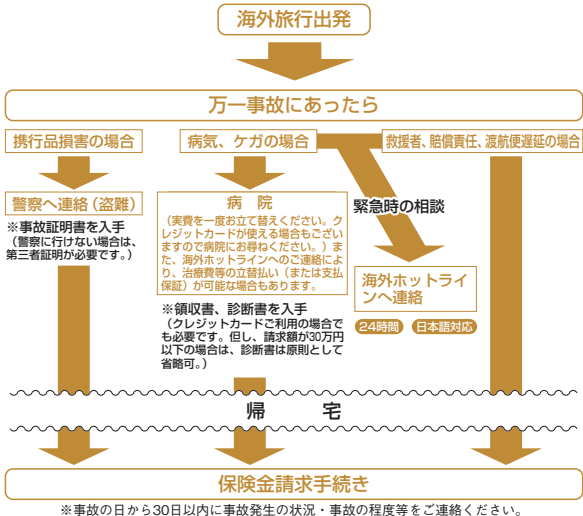 海外旅行出発
万一事故にあったら
携行品損害の場合
病気、ケガの場合
救援者、賠償責任、渡航便遅延の場合
警察へ連絡（盗難）
※事故証明書を入手
（警察に行けない場合は、
第三者証明が必要です。）
病　院
（実費を一度お立て替えください。ク
レジットカードが使える場合もござい
ますので病院にお尋ねください。）ま
た、海外ホットラインへのご連絡によ
り、治療費等の立替払い（または支払
保証）が可能な場合もあります。
※領収書、診断書を入手
（クレジットカードご利用の場合で
も必要です。但し、請求額が30万円
以下の場合は、診断書は原則として
省略可。）
緊急時の相談
海外ホットライ
ンへ連絡
24時間　日本語対応
帰　宅
保険金請求手続き
※事故の日から30日以内に事故発生の状況・事故の程度等をご連絡ください。